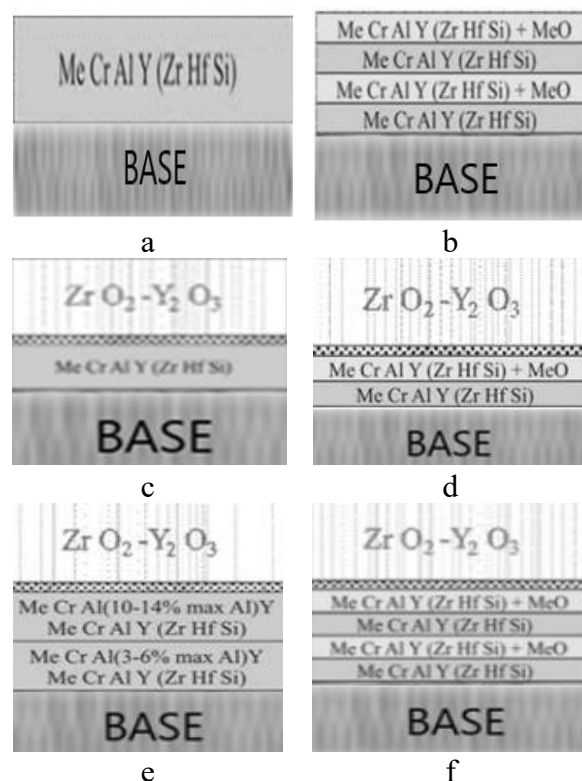 Me Cr Al Y (Zr Hf Si)
BASE
a
Me Cr Al Y (Zr Hf Si) + MeO
Me Cr Al Y (Zr Hf Si)
Me Cr Al Y (Zr Hf Si) + MeO
Me Cr Al Y (Zr Hf Si)
BASE
b
Zr O₂-Y₂ O₃
Me Cr Al Y (Zr Hf Si)
BASE
c
Zr O₂-Y₂ O₃
Me Cr Al Y (Zr Hf Si) + MeO
Me Cr Al Y (Zr Hf Si)
BASE
d
Zr O₂-Y₂ O₃
Me Cr Al(10-14% max Al)Y
Me Cr Al Y (Zr Hf Si)
Me Cr Al(3-6% max Al)Y
Me Cr Al Y (Zr Hf Si)
BASE
e
Zr O₂-Y₂ O₃
Me Cr Al Y (Zr Hf Si) + MeO
Me Cr Al Y (Zr Hf Si)
Me Cr Al Y (Zr Hf Si) + MeO
Me Cr Al Y (Zr Hf Si)
BASE
f